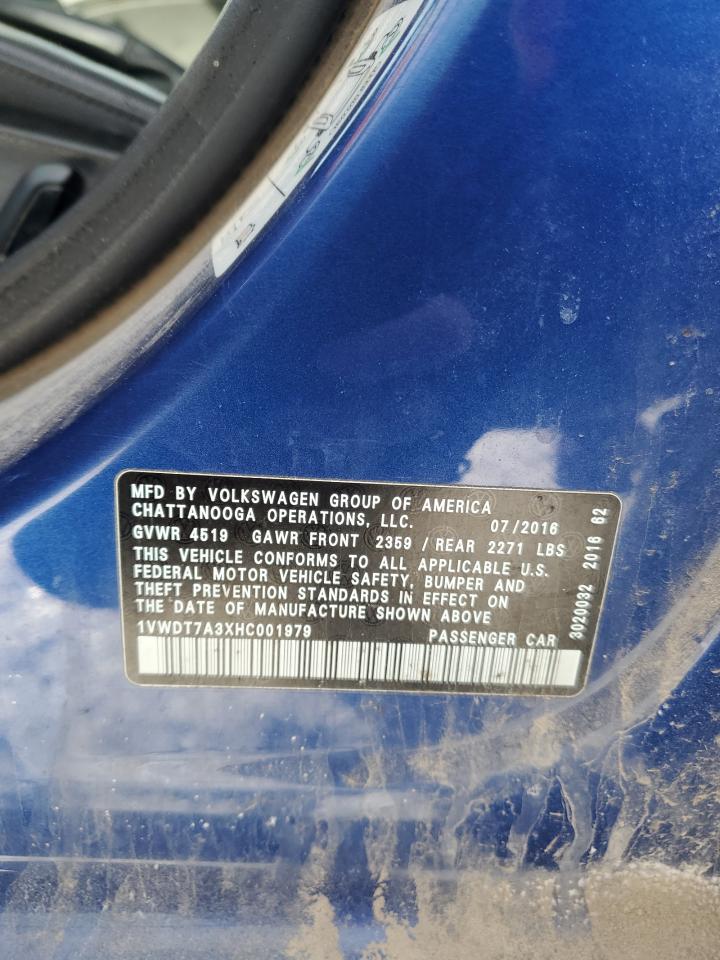 MFD BY VOLKSWAGEN GROUP OF AMERICA
CHATTANOOGA OPERATIONS, LLC. 07/2016
GVWR 4519 GAWR FRONT 2359 / REAR 2271 LBS
THIS VEHICLE CONFORMS TO ALL APPLICABLE U.S.
FEDERAL MOTOR VEHICLE SAFETY, BUMPER AND
THEFT PREVENTION STANDARDS IN EFFECT ON
THE DATE OF MANUFACTURE SHOWN ABOVE
1VWDT7A3XHC001979 PASSENGER CAR
3020032 2016 62